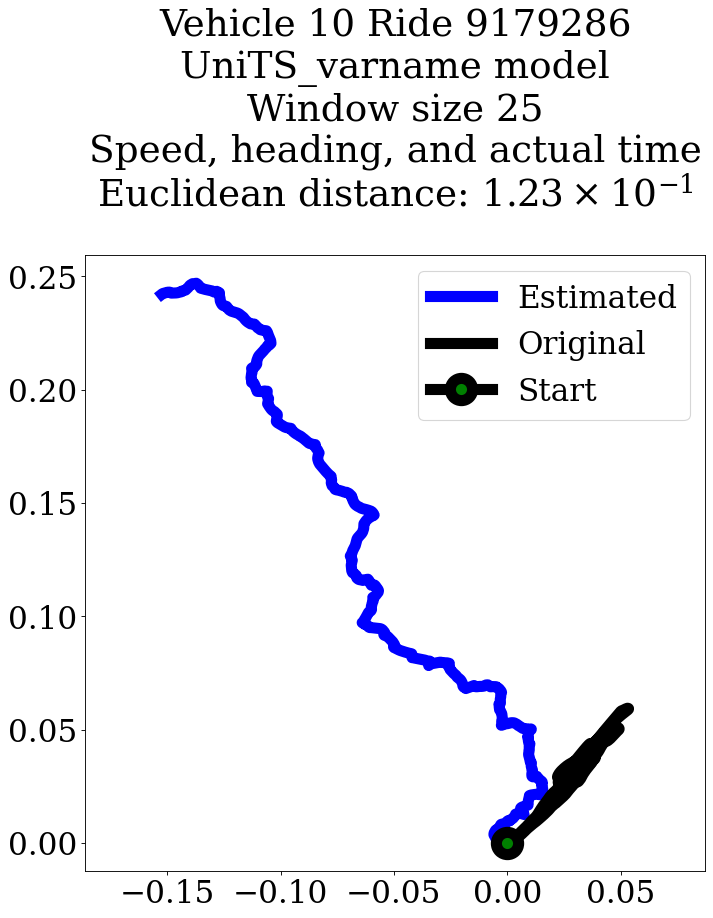 Vehicle 10 Ride 9179286
UniTS_varname model
Window size 25
Speed, heading, and actual time
Euclidean distance: 1.23 × 10⁻¹
Estimated
Original
Start
0.25
0.20
0.15
0.10
0.05
0.00
−0.15 −0.10 −0.05 0.00 0.05